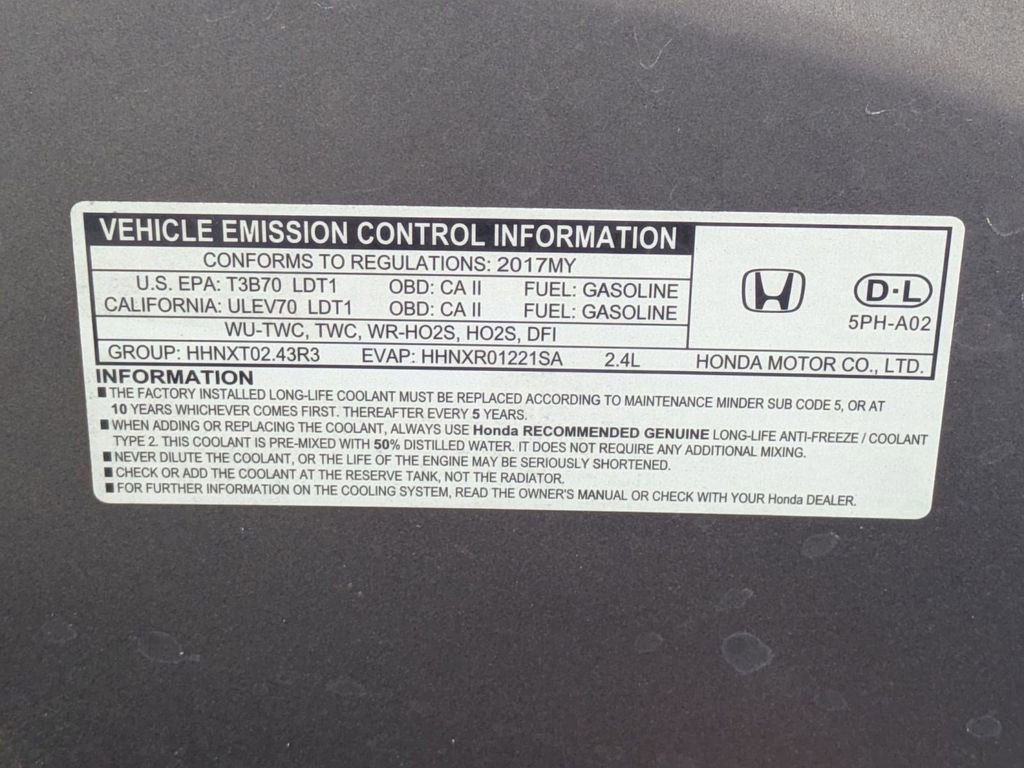 VEHICLE EMISSION CONTROL INFORMATION
CONFORMS TO REGULATIONS: 2017MY
U.S. EPA: T3B70 LDT1 OBD: CA II FUEL: GASOLINE
CALIFORNIA: ULEV70 LDT1 OBD: CA II FUEL: GASOLINE
WU-TWC, TWC, WR-HO2S, HO2S, DFI
GROUP: HHNXT02.43R3 EVAP: HHNXR01221SA 2.4L
D·L
5PH-A02
HONDA MOTOR CO., LTD.
INFORMATION
■ THE FACTORY INSTALLED LONG-LIFE COOLANT MUST BE REPLACED ACCORDING TO MAINTENANCE MINDER SUB CODE 5, OR AT
10 YEARS WHICHEVER COMES FIRST. THEREAFTER EVERY 5 YEARS.
■ WHEN ADDING OR REPLACING THE COOLANT, ALWAYS USE Honda RECOMMENDED GENUINE LONG-LIFE ANTI-FREEZE / COOLANT
TYPE 2. THIS COOLANT IS PRE-MIXED WITH 50% DISTILLED WATER. IT DOES NOT REQUIRE ANY ADDITIONAL MIXING.
■ NEVER DILUTE THE COOLANT, OR THE LIFE OF THE ENGINE MAY BE SERIOUSLY SHORTENED.
■ CHECK OR ADD THE COOLANT AT THE RESERVE TANK, NOT THE RADIATOR.
■ FOR FURTHER INFORMATION ON THE COOLING SYSTEM, READ THE OWNER'S MANUAL OR CHECK WITH YOUR Honda DEALER.